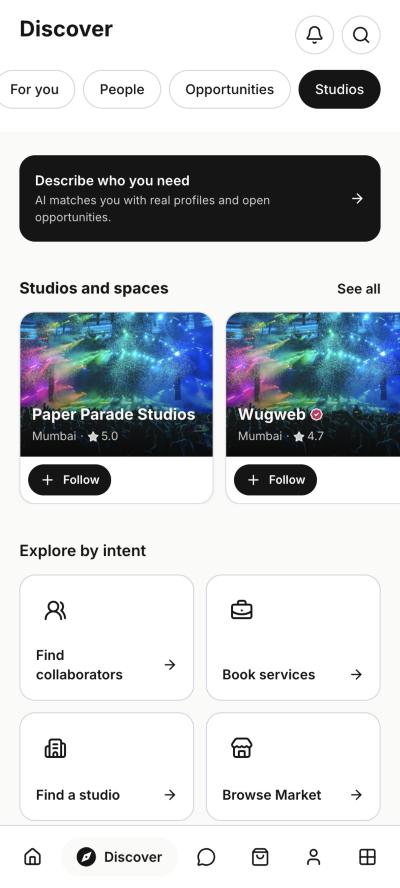 Discover
For you
People
Opportunities
Studios
Describe who you need
AI matches you with real profiles and open
opportunities.
Studios and spaces
See all
Paper Parade Studios
Mumbai · 5.0
Follow
Wugweb
Mumbai · 4.7
Follow
Explore by intent
Find
collaborators
Book services
Find a studio
Browse Market
Discover